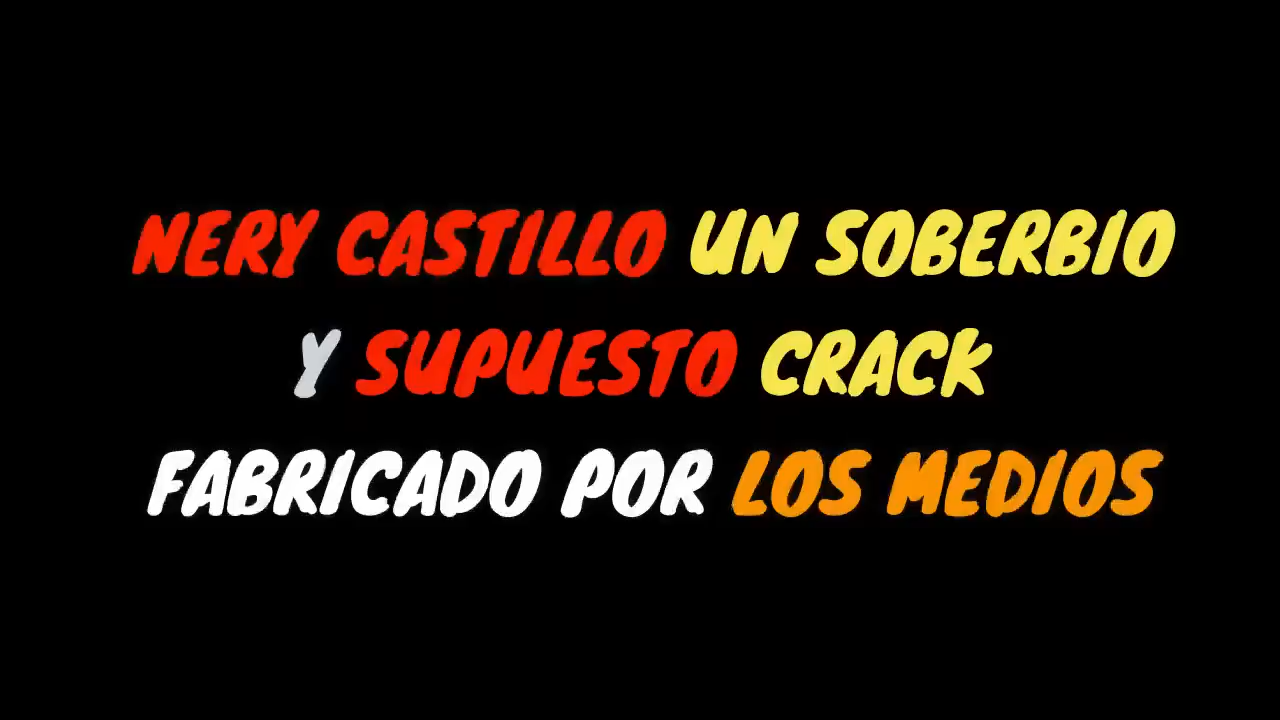 NERY CASTILLO UN SOBERBIO
Y SUPUESTO CRACK
FABRICADO POR LOS MEDIOS